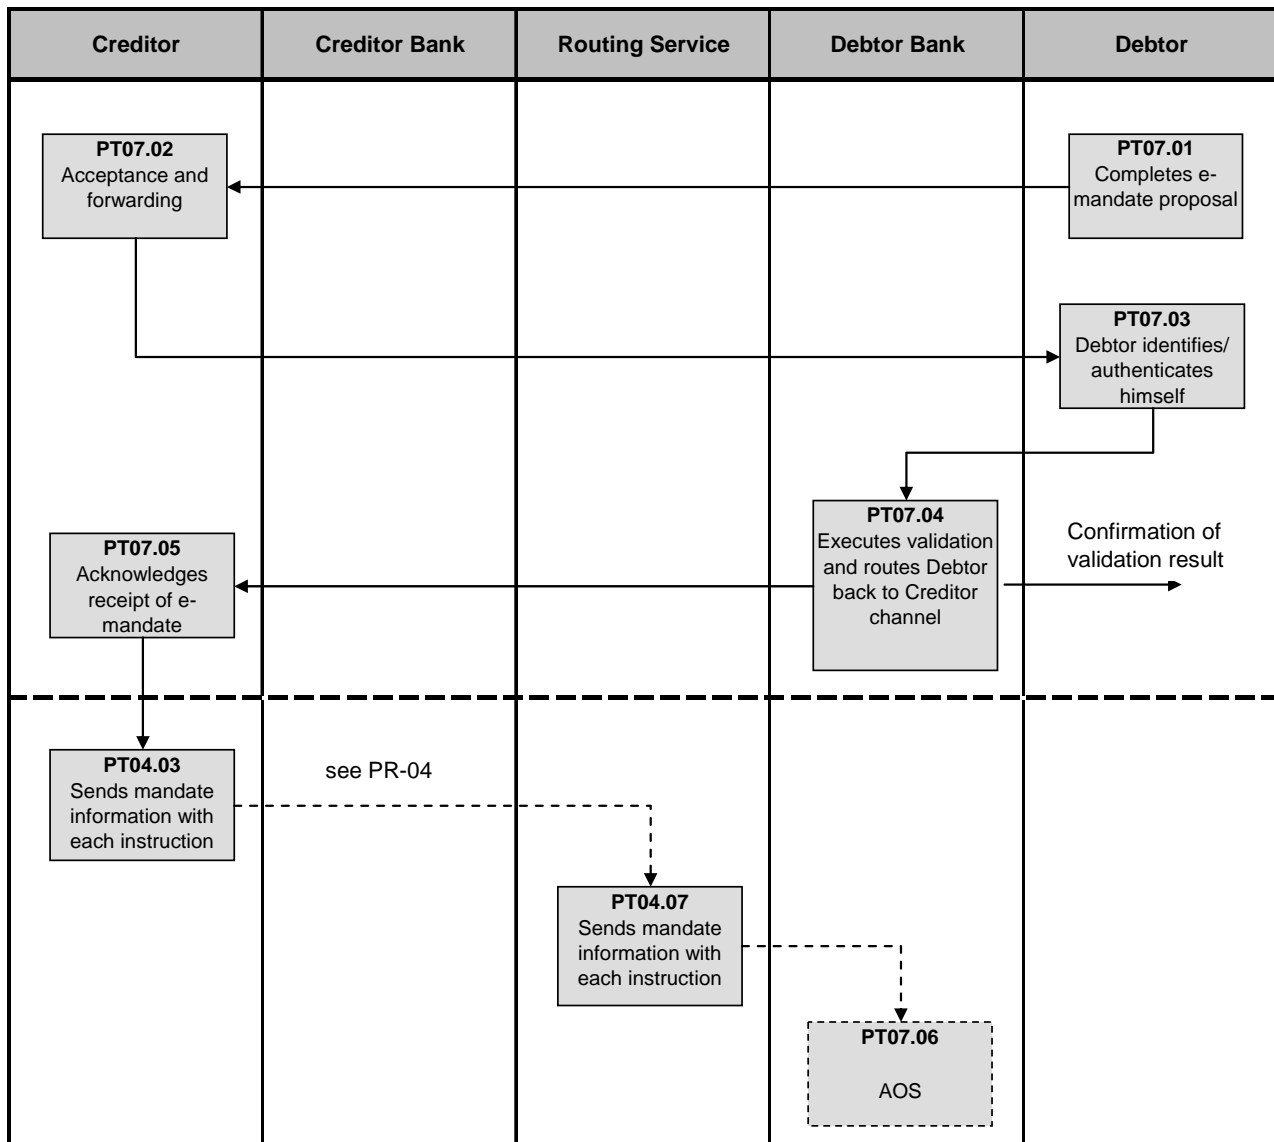 Creditor
Creditor Bank
Routing Service
Debtor Bank
Debtor
PT07.02
Acceptance and
forwarding
PT07.01
Completes e-
mandate proposal
PT07.03
Debtor identifies/
authenticates
himself
PT07.04
Executes validation
and routes Debtor
back to Creditor
channel
Confirmation of
validation result
PT07.05
Acknowledges
receipt of e-
mandate
PT04.03
Sends mandate
information with
each instruction
see PR-04
PT04.07
Sends mandate
information with
each instruction
PT07.06
AOS